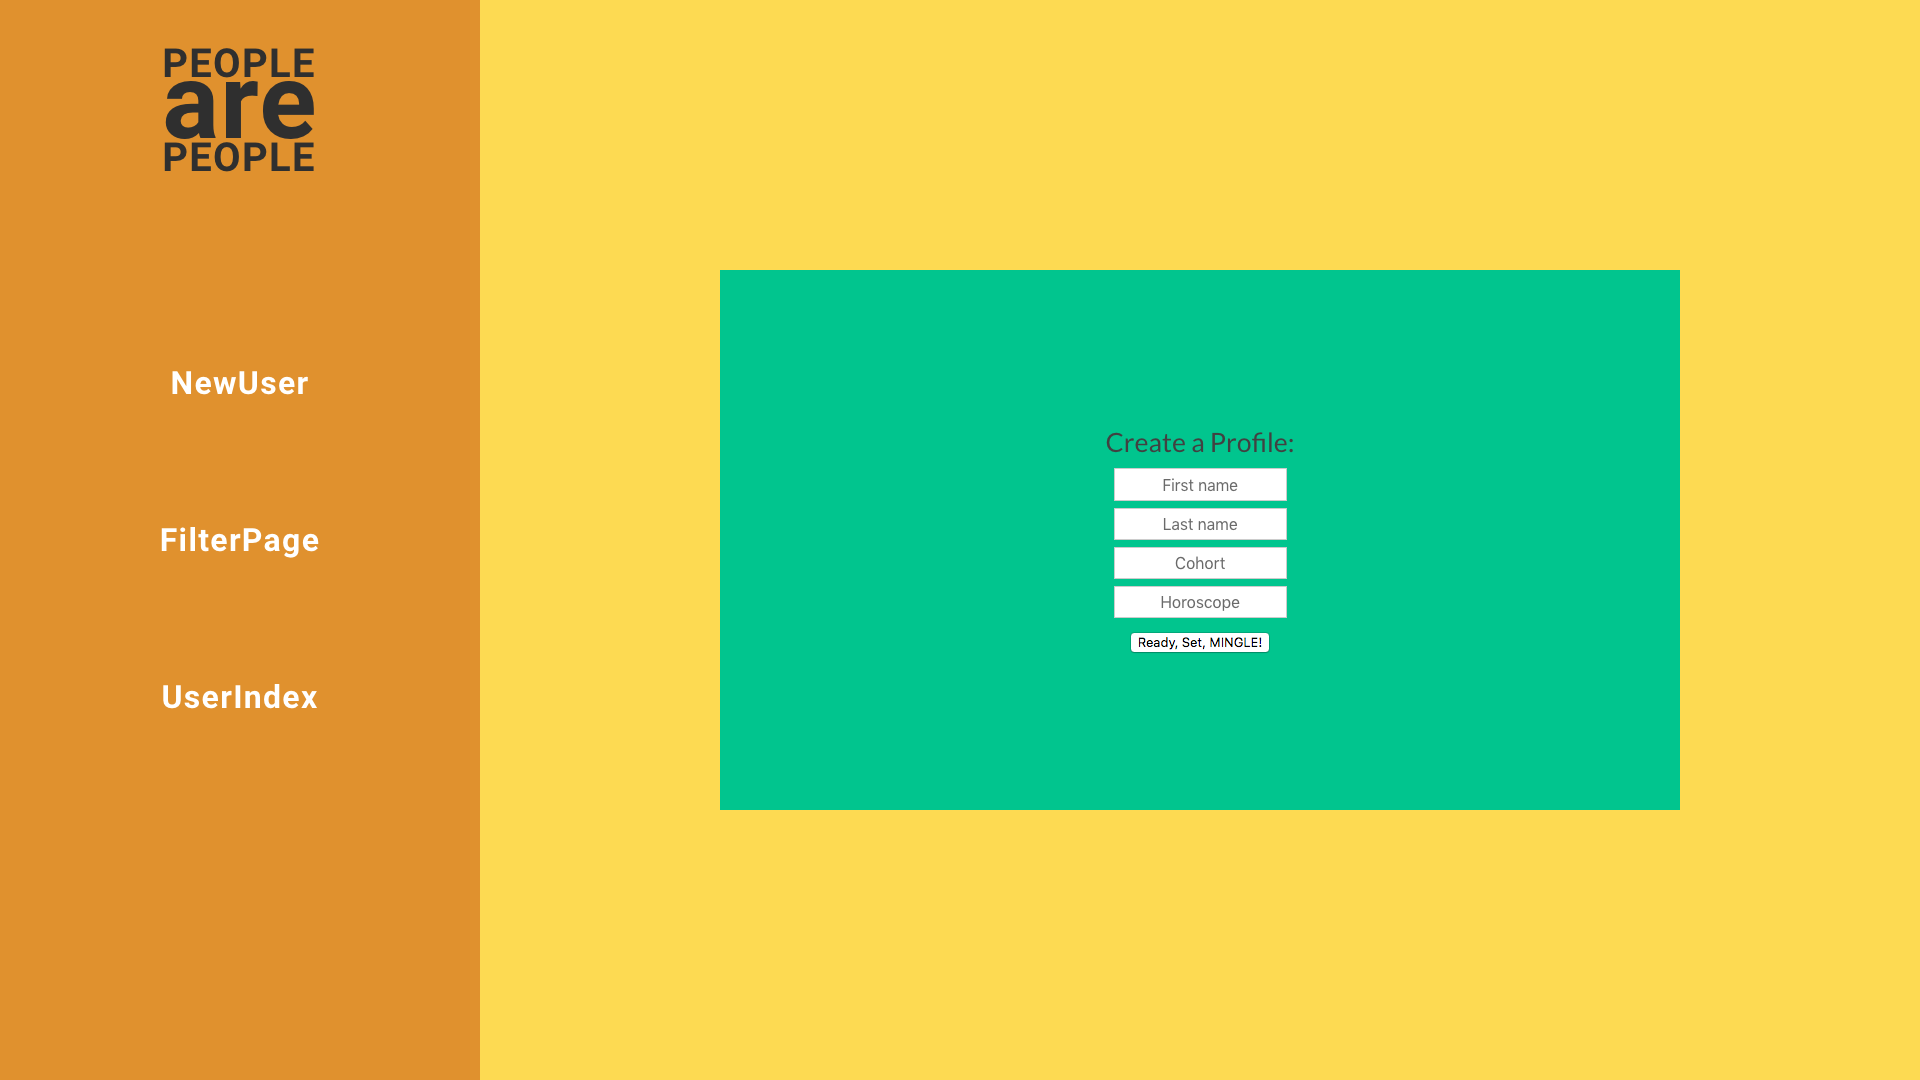 PEOPLE
are
PEOPLE
NewUser
FilterPage
UserIndex
Create a Profile:
First name
Last name
Cohort
Horoscope
Ready, Set, MINGLE!